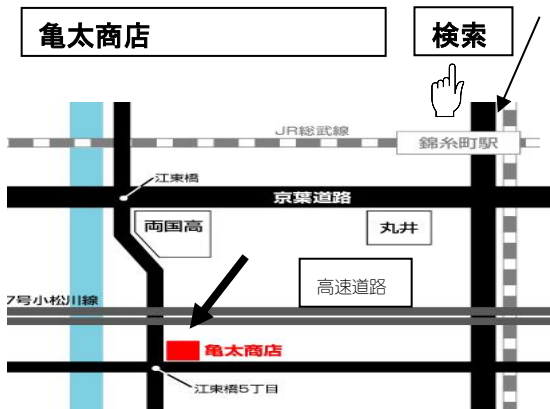 亀太商店
検索
JR総武線
錦糸町駅
江東橋
京葉道路
両国高
丸井
高速道路
7号小松川線
亀太商店
江東橋5丁目